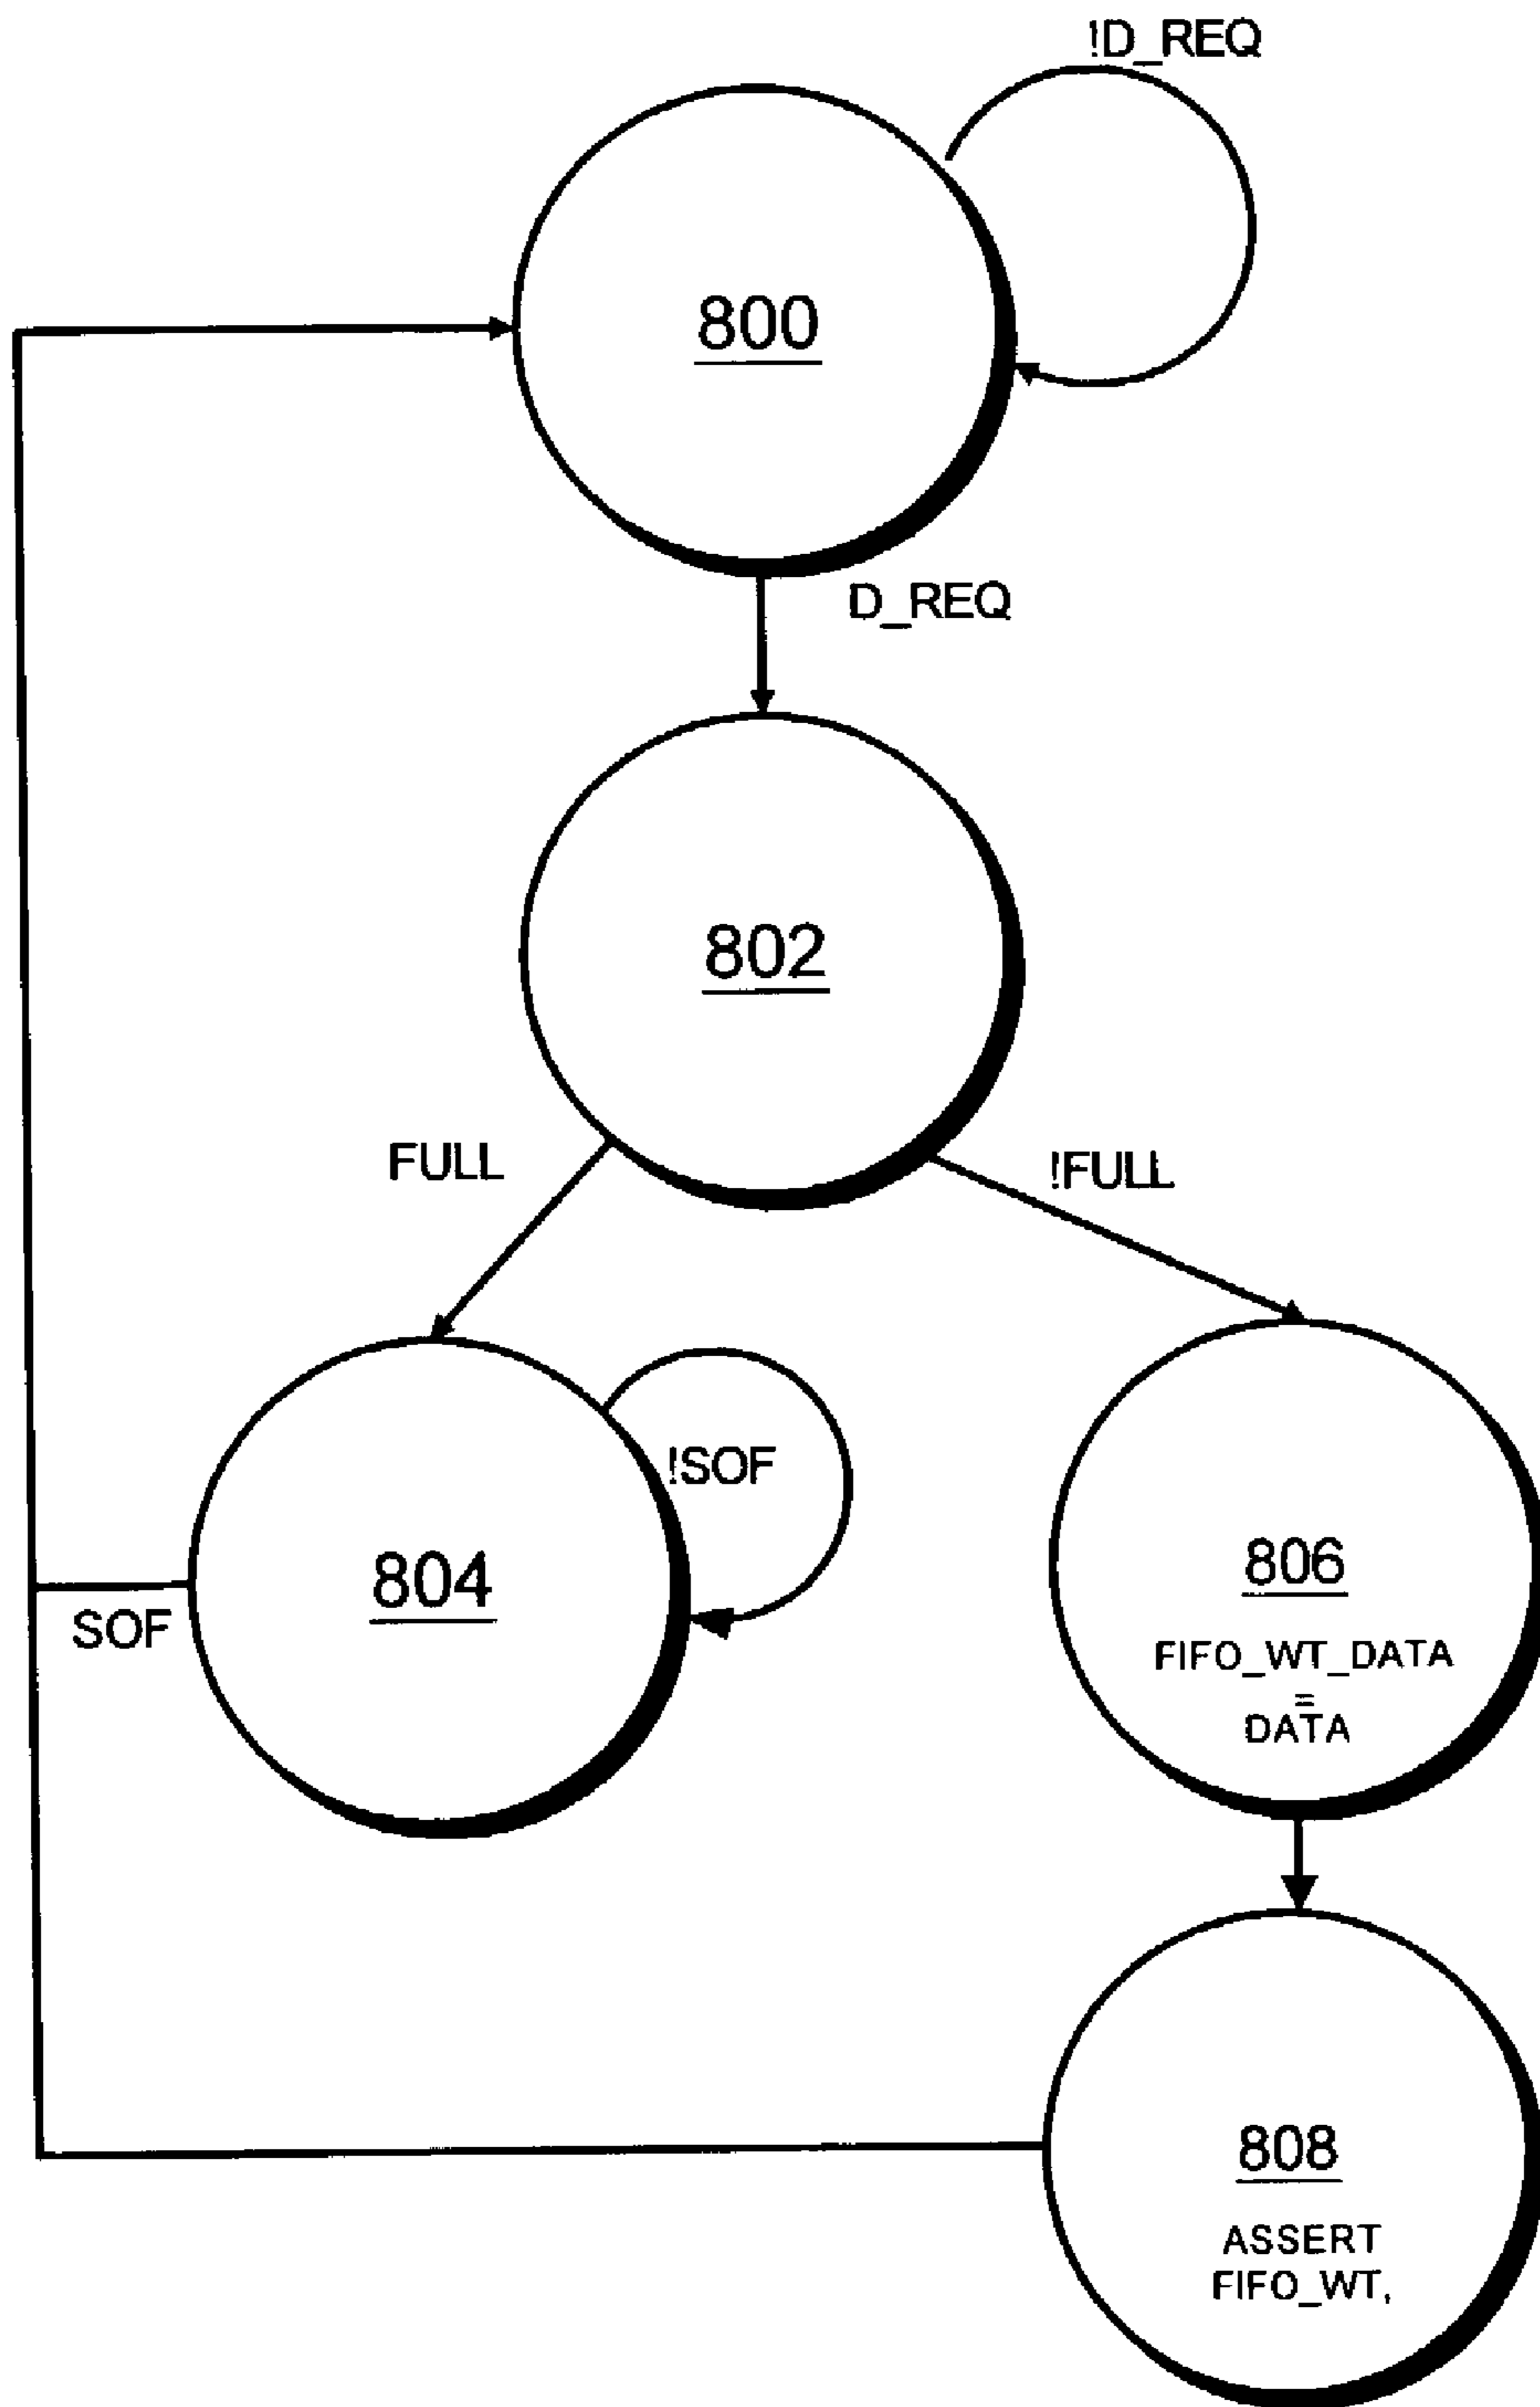 !D_REQ
800
D_REQ
802
FULL
!FULL
!SOF
804
SOF
806
FIFO_WT_DATA
=
DATA
808
ASSERT
FIFO_WT,